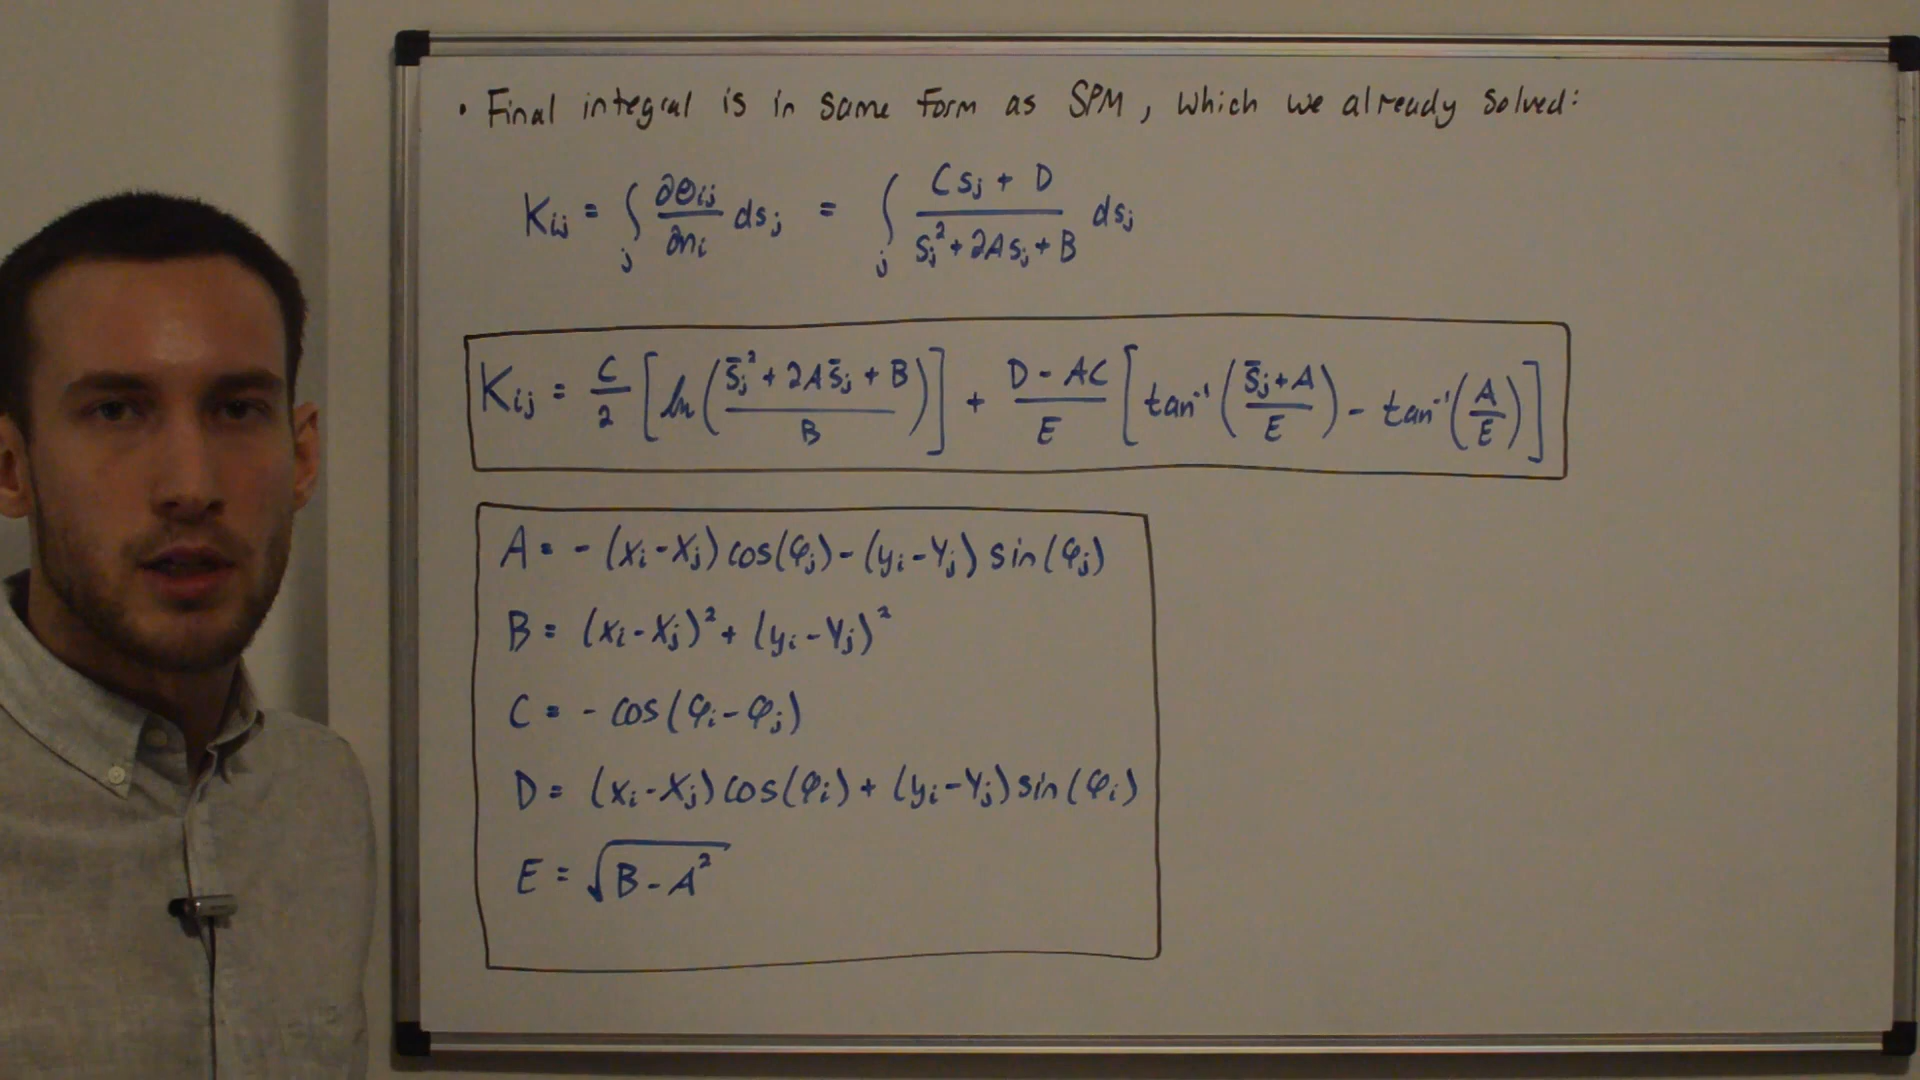 • Final integral is in same form as SPM, which we already solved:
Kij = ∫j ∂θij/∂ni dsj = ∫j (Csj + D)/(sj² + 2Asj + B) dsj
Kij = C/2 [ln((s̄j² + 2As̄j + B)/B)] + (D - AC)/E [tan⁻¹((s̄j + A)/E) - tan⁻¹(A/E)]
A = -(xi - Xj)cos(φj) - (yi - Yj)sin(φj)
B = (xi - Xj)² + (yi - Yj)²
C = -cos(φi - φj)
D = (xi - Xj)cos(φi) + (yi - Yj)sin(φi)
E = √(B - A²)